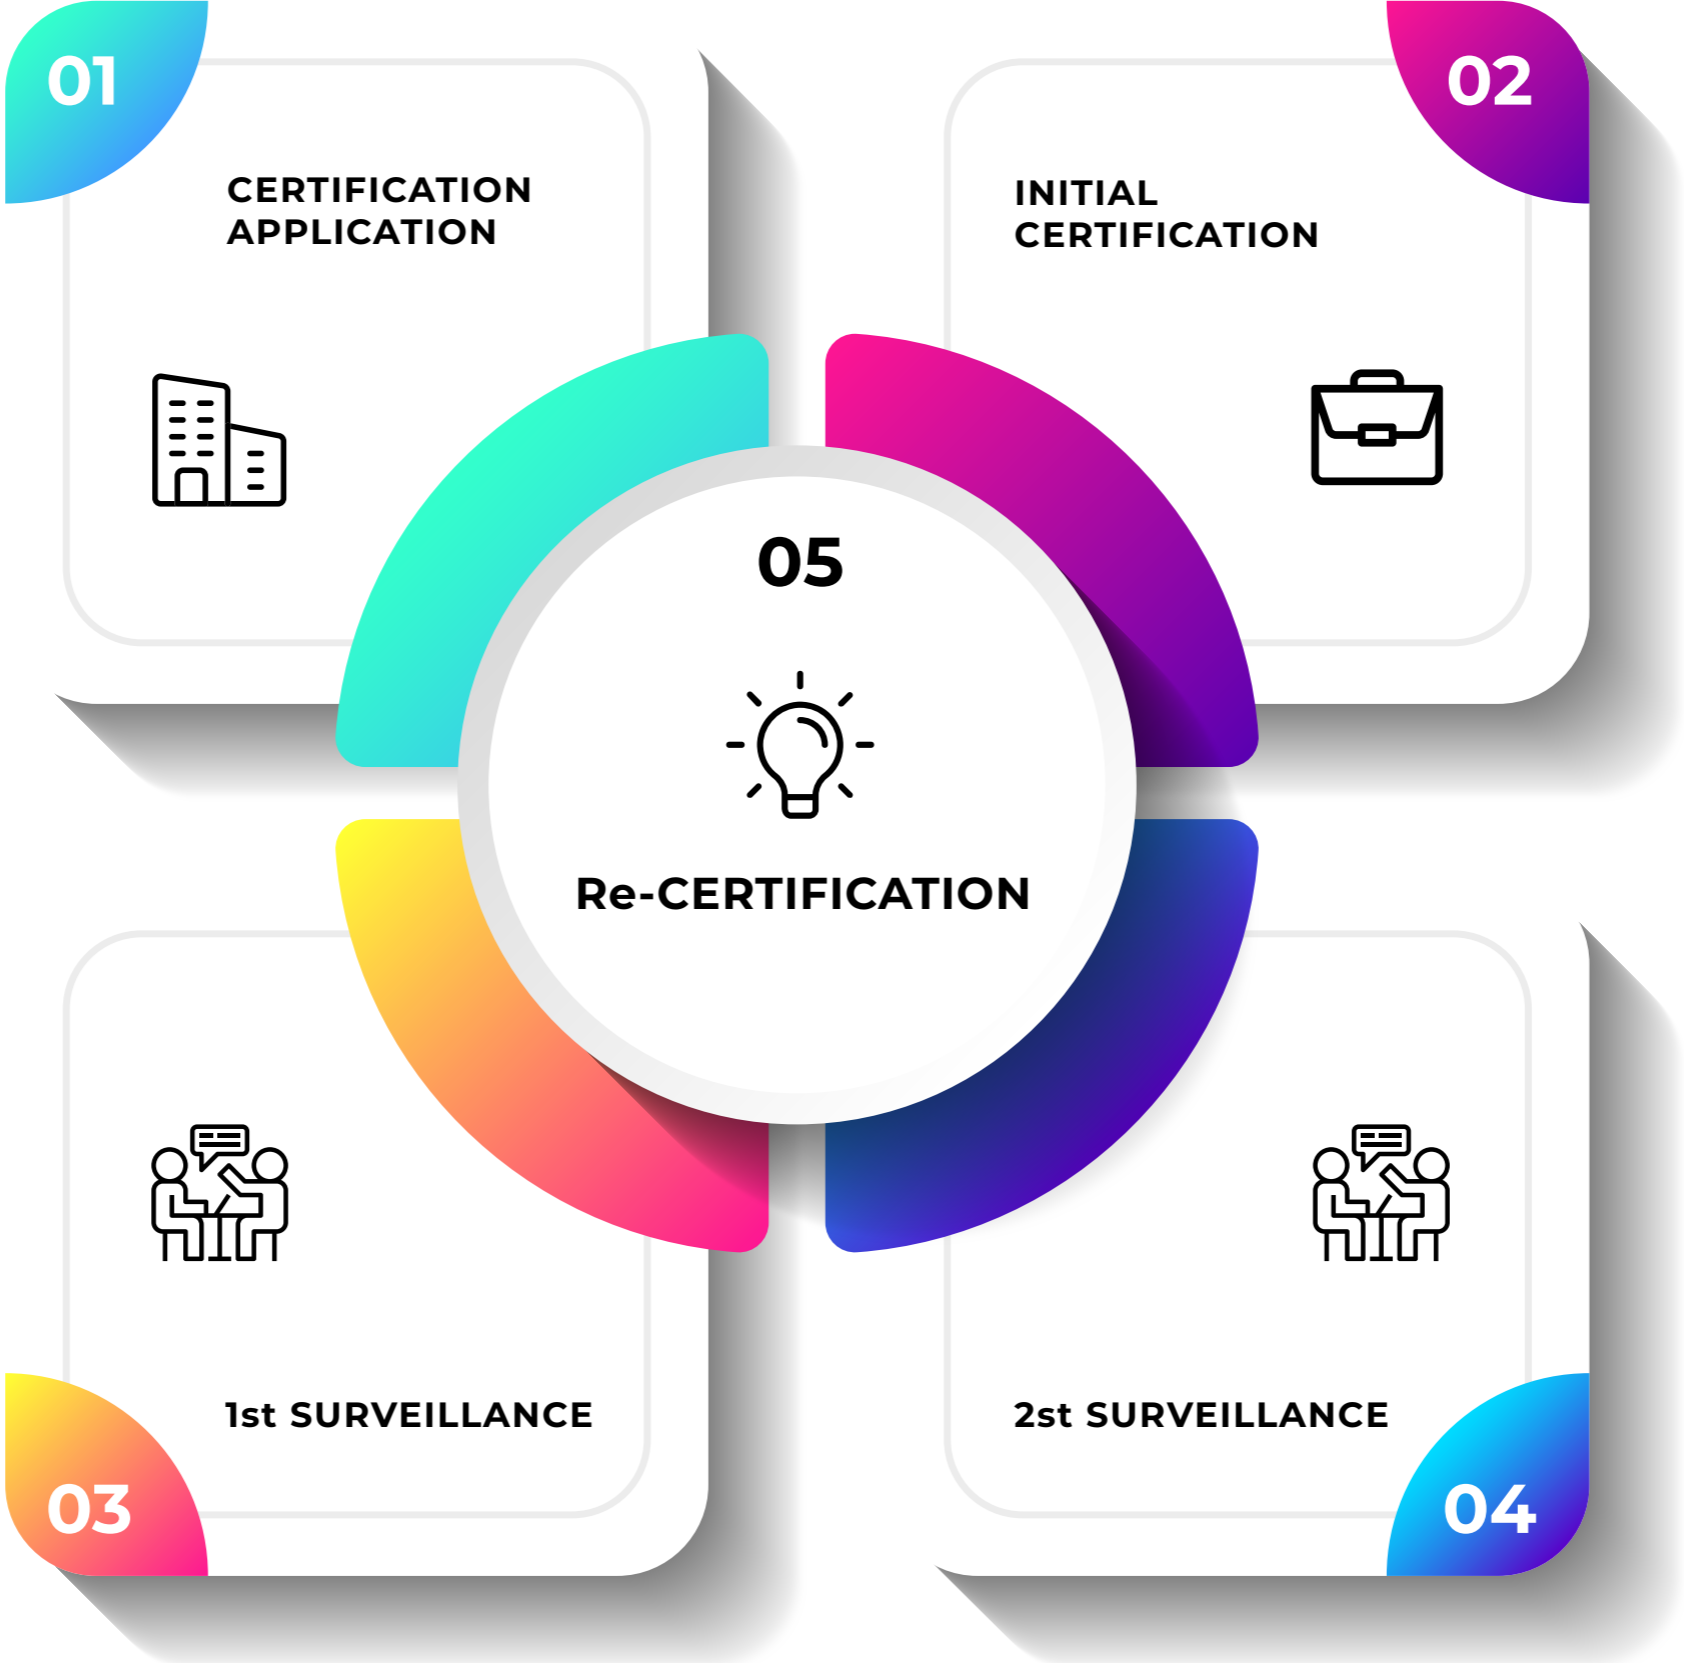 01
CERTIFICATION
APPLICATION
02
INITIAL
CERTIFICATION
05
Re-CERTIFICATION
1st SURVEILLANCE
03
2st SURVEILLANCE
04